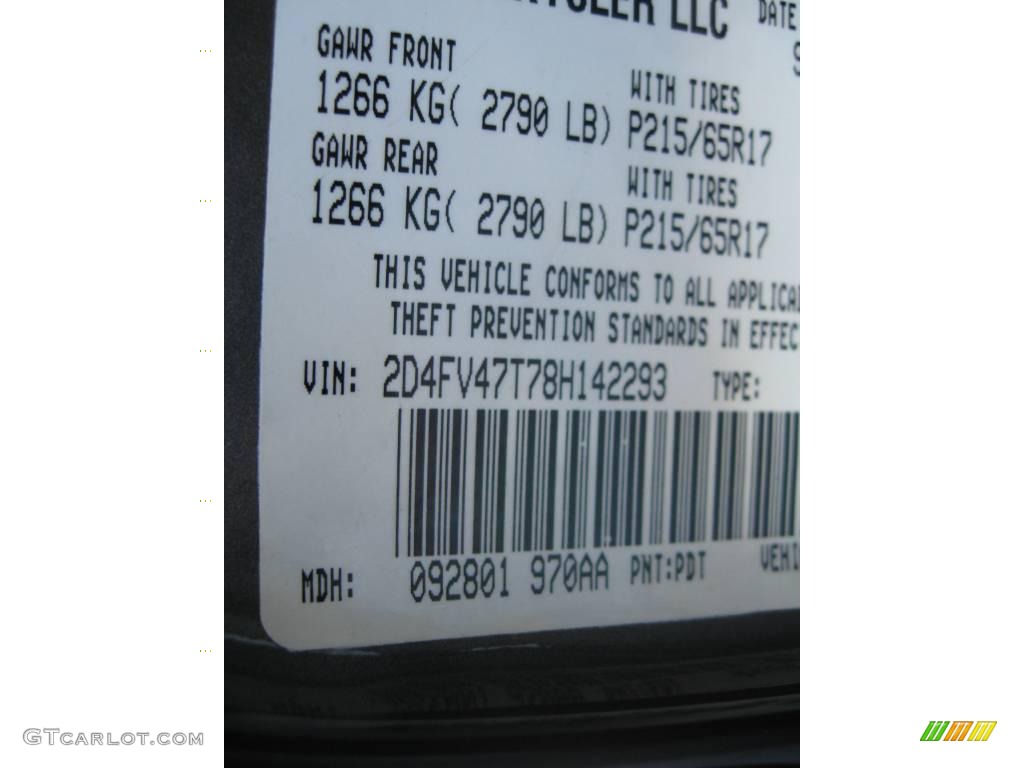 LLC
DATE
GAWR FRONT
WITH TIRES
1266 KG( 2790 LB) P215/65R17
GAWR REAR
WITH TIRES
1266 KG( 2790 LB) P215/65R17
THIS VEHICLE CONFORMS TO ALL
THEFT PREVENTION STANDARDS IN
VIN: 2D4FV47T78H142293 TYPE:
MDH: 092801 970AA PNT:PDT
GTCARLOT.COM